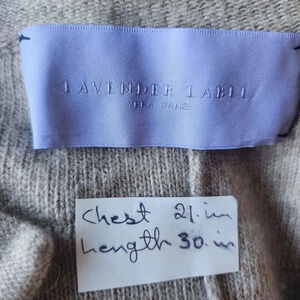 LAVENDER LABEL
VERA WANG
Chest 21.in
Length 30.in